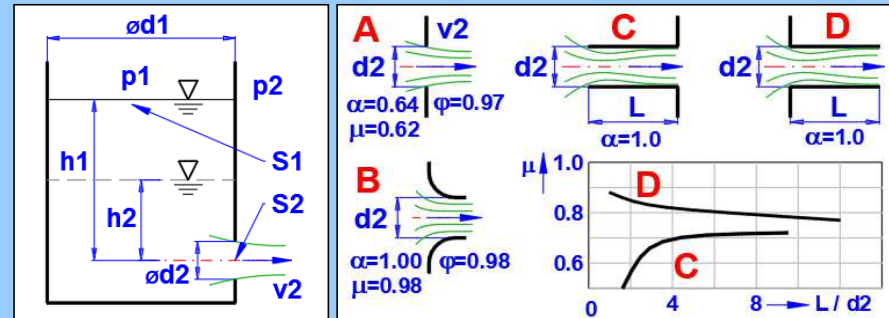 ød1
p1
p2
h1
S1
h2
S2
ød2
v2
A
v2
d2
α=0.64
φ=0.97
μ=0.62
C
d2
L
α=1.0
D
d2
L
α=1.0
B
d2
α=1.00
φ=0.98
μ=0.98
μ
1.0
D
0.8
0.6
C
0 4 8 L / d2